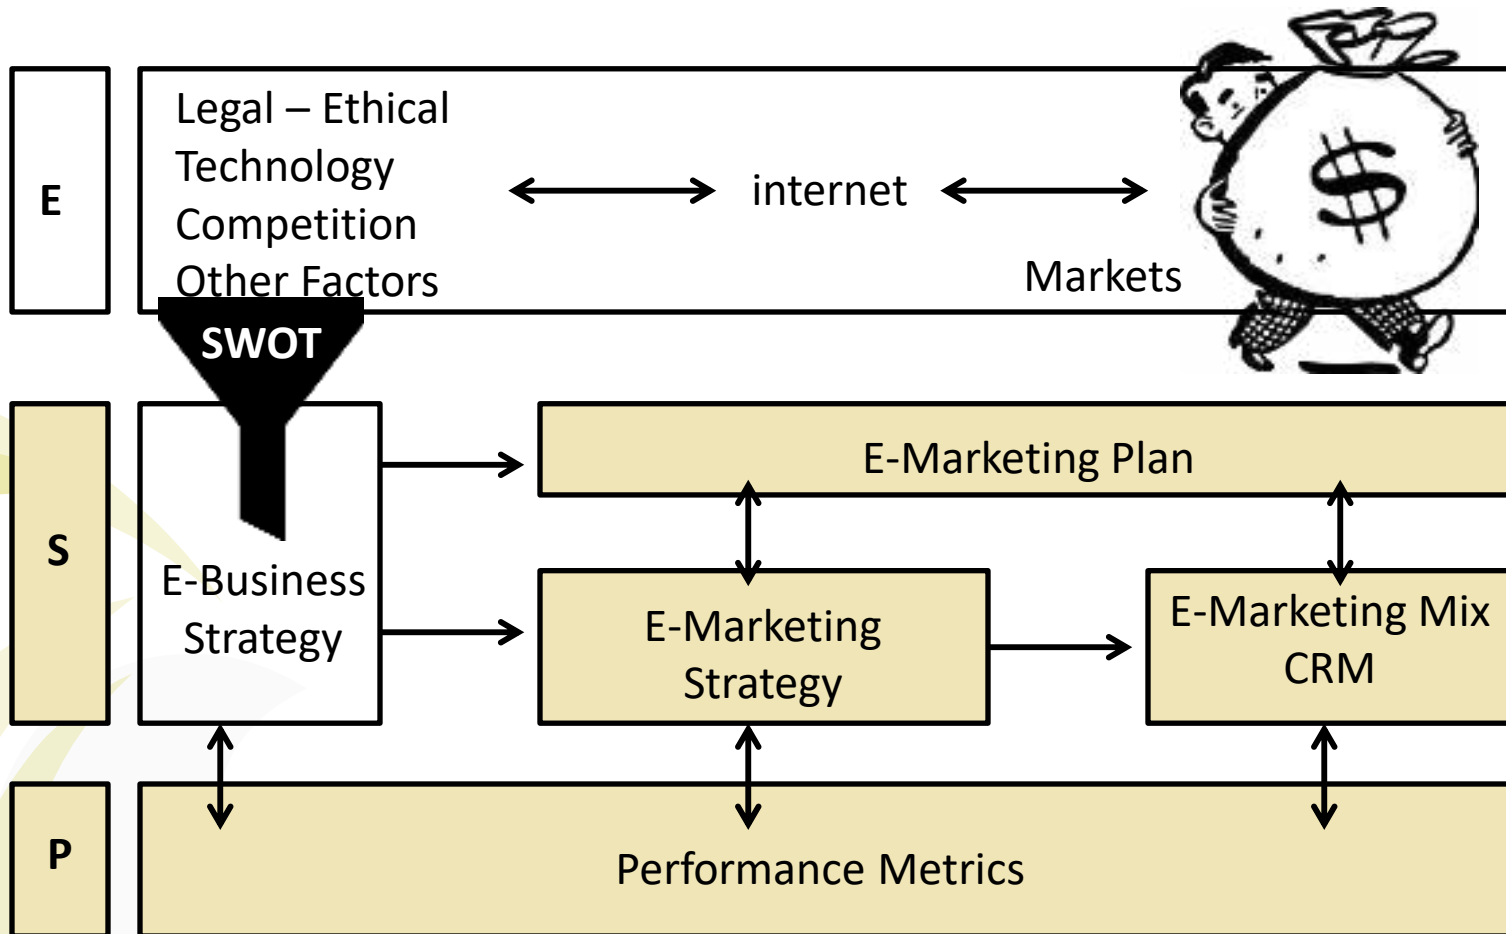 E
Legal – Ethical
Technology
Competition
Other Factors
internet
Markets
$
SWOT
S
E-Business
Strategy
E-Marketing Plan
E-Marketing
Strategy
E-Marketing Mix
CRM
P
Performance Metrics